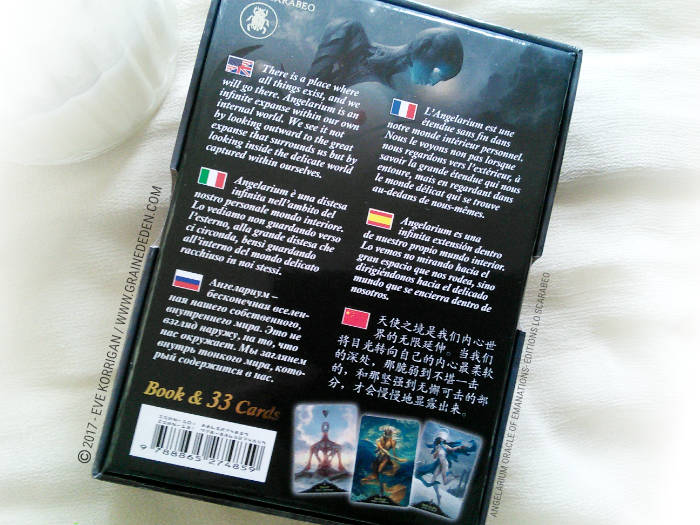 SCARABEO
There is a place where
all things exist, and we
will go there. Angelarium is an
infinite expanse within our own
internal world. We see it not
by looking outward to the great
expanse that surrounds us but by
looking inside the delicate world
captured within ourselves.
L'Angelarium est une
étendue sans fin dans
notre monde intérieur personnel.
Nous le voyons non pas lorsque
nous regardons vers l'extérieur, à
savoir la grande étendue qui nous
entoure, mais en regardant dans
le monde délicat qui se trouve
au-dedans de nous-mêmes.
Angelarium è una distesa
infinita nell'ambito del
nostro personale mondo interiore.
Lo vediamo non guardando verso
l'esterno, alla grande distesa che
ci circonda, bensì guardando
all'interno del mondo delicato
racchiuso in noi stessi.
Angelarium es una
infinita extensión dentro
de nuestro propio mundo interior.
Lo vemos no mirando hacia el
gran espacio que nos rodea, sino
dirigiéndonos hacia el delicado
mundo que se encierra dentro de
nosotros.
Ангелариум –
бесконечная вселен-
ная нашего собственного,
внутреннего мира. Это не
взгляд наружу, на то, что
нас окружает. Мы заглянем
внутрь тонкого мира, кото-
рый содержится в нас.
天使之境是我们内心世
界的无限延伸。当我们
将目光转向自己的内心最柔软
的深处，那脆弱到不堪一击
的，和那坚强到无懈可击的部
分，才会慢慢地显露出来。
Book & 33 Cards
9 788865 274859
© 2017 - EVE KORRIGAN / WWW.GRAINEDEDEN.COM
ANGELARIUM ORACLE OF EMANATIONS- EDITIONS LO SCARABEO